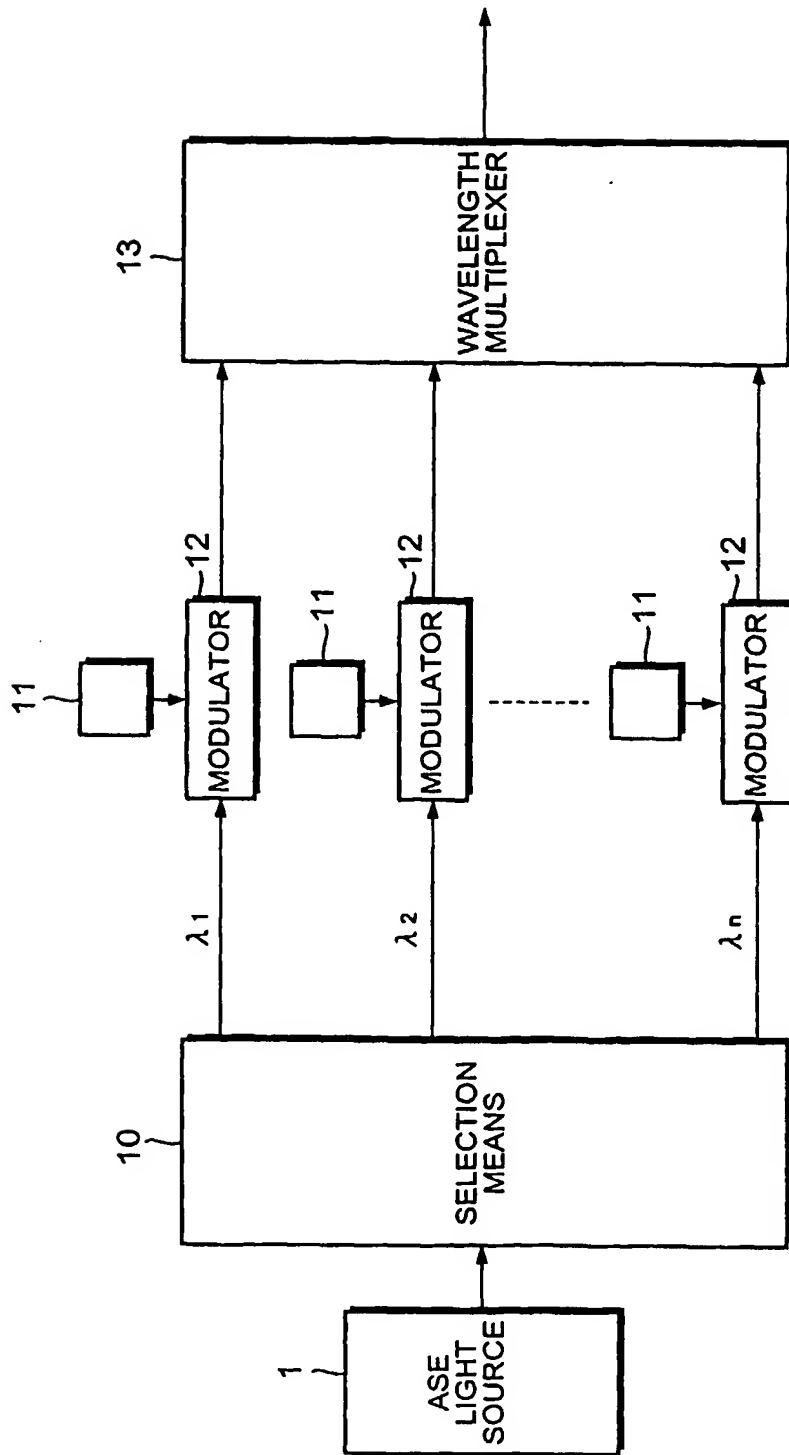 1
ASE
LIGHT
SOURCE
10
SELECTION
MEANS
λ1
λ2
λn
11
MODULATOR
12
11
MODULATOR
12
11
MODULATOR
12
13
WAVELENGTH
MULTIPLEXER